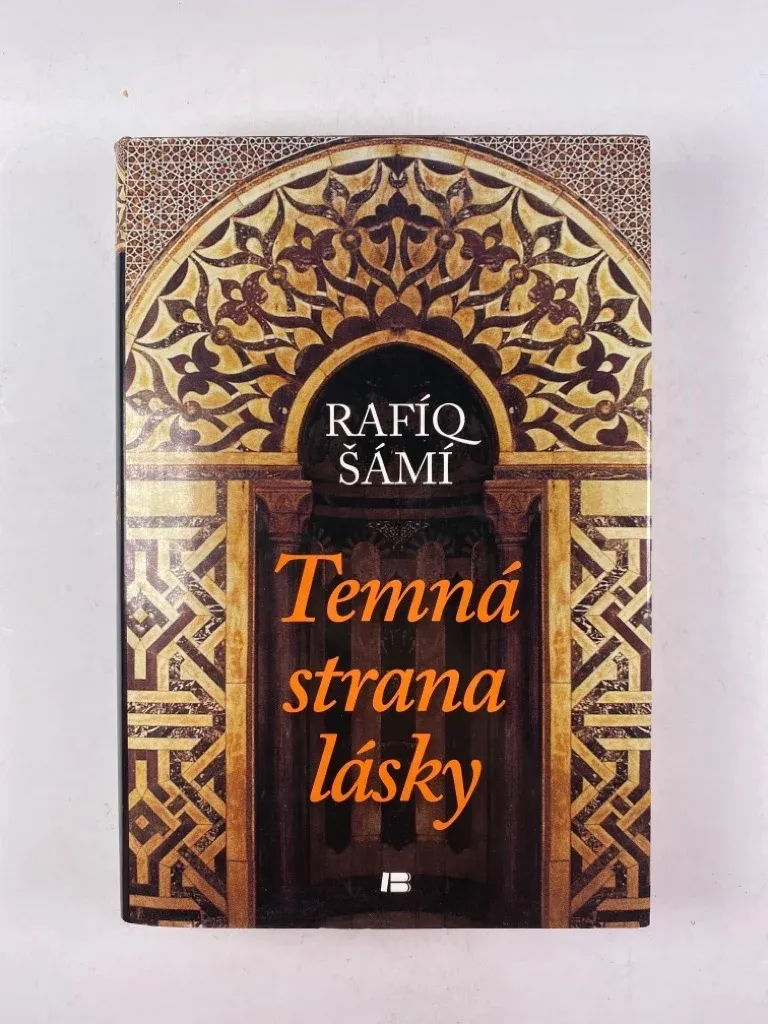 RAFÍQ
ŠÁMÍ
Temná
strana
lásky
B